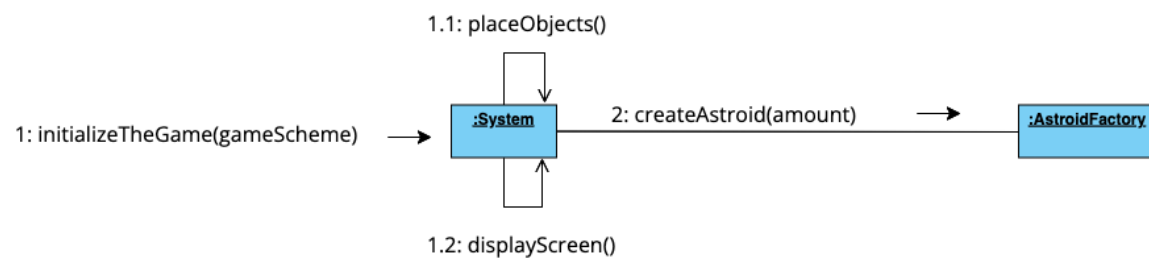 1.1: placeObjects()
1: initializeTheGame(gameScheme)
:System
2: createAstroid(amount)
:AstroidFactory
1.2: displayScreen()